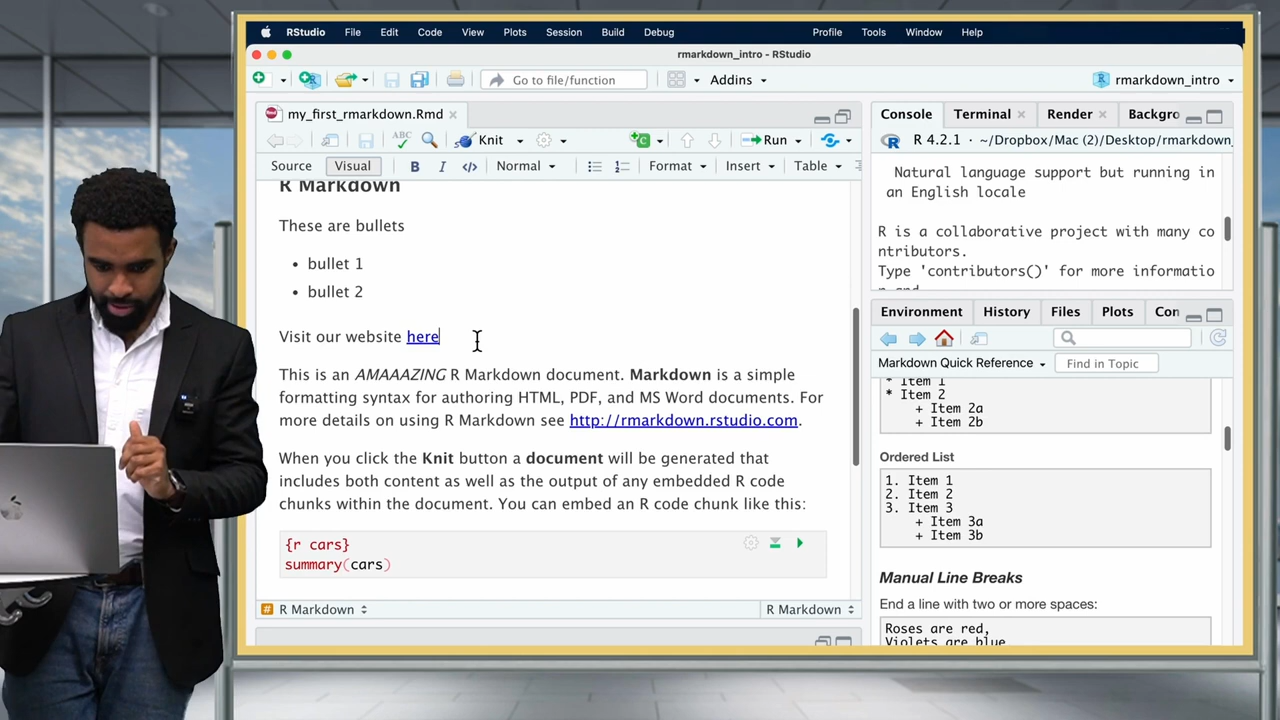 RStudio File Edit Code View Plots Session Build Debug Profile Tools Window Help
rmarkdown_intro - RStudio
Go to file/function Addins rmarkdown_intro
my_first_rmarkdown.Rmd
ABC Knit Run
Source Visual B I </> Normal Format Insert Table
R Markdown
These are bullets
• bullet 1
• bullet 2
Visit our website here
This is an AMAAAZING R Markdown document. Markdown is a simple
formatting syntax for authoring HTML, PDF, and MS Word documents. For
more details on using R Markdown see http://rmarkdown.rstudio.com.
When you click the Knit button a document will be generated that
includes both content as well as the output of any embedded R code
chunks within the document. You can embed an R code chunk like this:
{r cars}
summary(cars)
# R Markdown R Markdown
Console Terminal Render Backgro
R 4.2.1 · ~/Dropbox/Mac (2)/Desktop/rmarkdown_
Natural language support but running in
an English locale
R is a collaborative project with many co
ntributors.
Type 'contributors()' for more informatio
n and
Environment History Files Plots Con
Markdown Quick Reference Find in Topic
* Item 1
* Item 2
+ Item 2a
+ Item 2b
Ordered List
1. Item 1
2. Item 2
3. Item 3
+ Item 3a
+ Item 3b
Manual Line Breaks
End a line with two or more spaces:
Roses are red,
Violets are blue